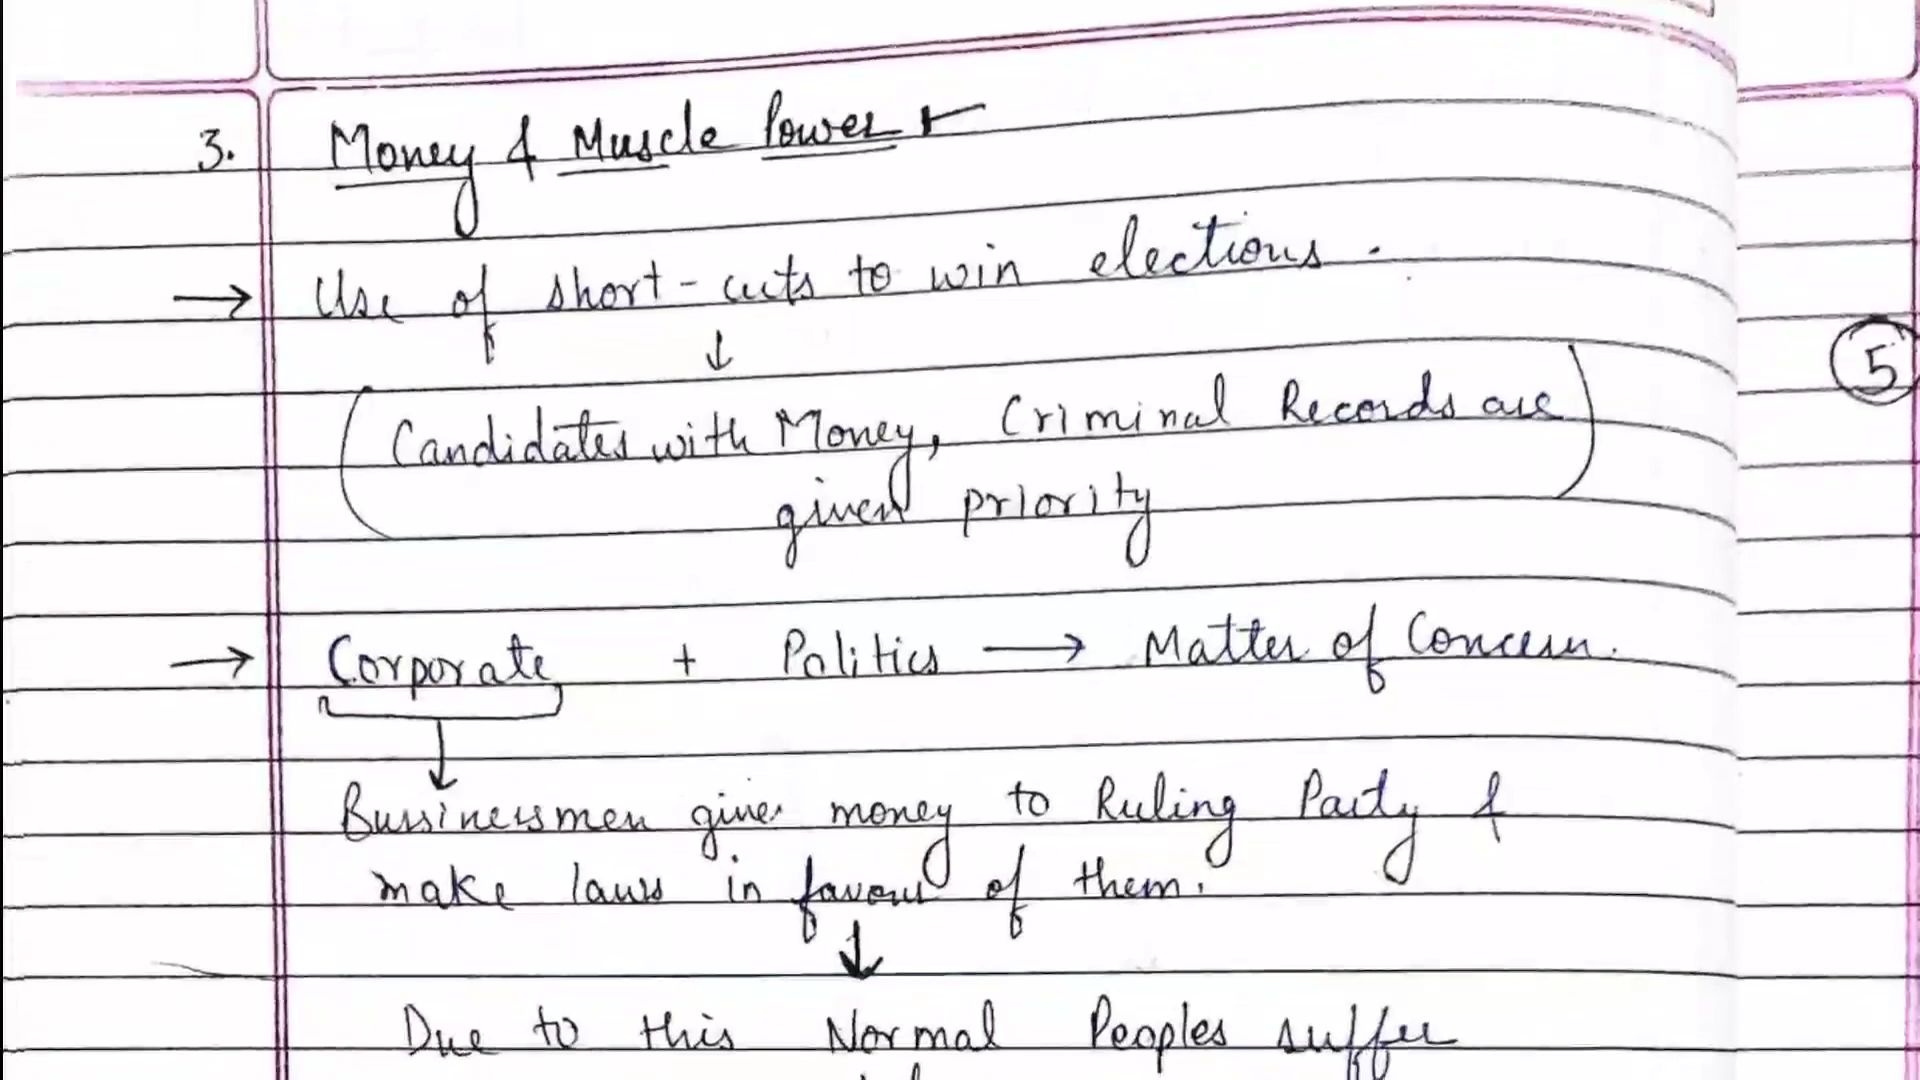 3. Money & Muscle Power
→ Use of short-cuts to win elections.
↓
(Candidates with Money, Criminal Records are
given priority)
5
→ Corporate + Politics → Matter of Concern.
↓
Bussinessmen gives money to Ruling Party &
make laws in favour of them.
↓
Due to this Normal Peoples suffer